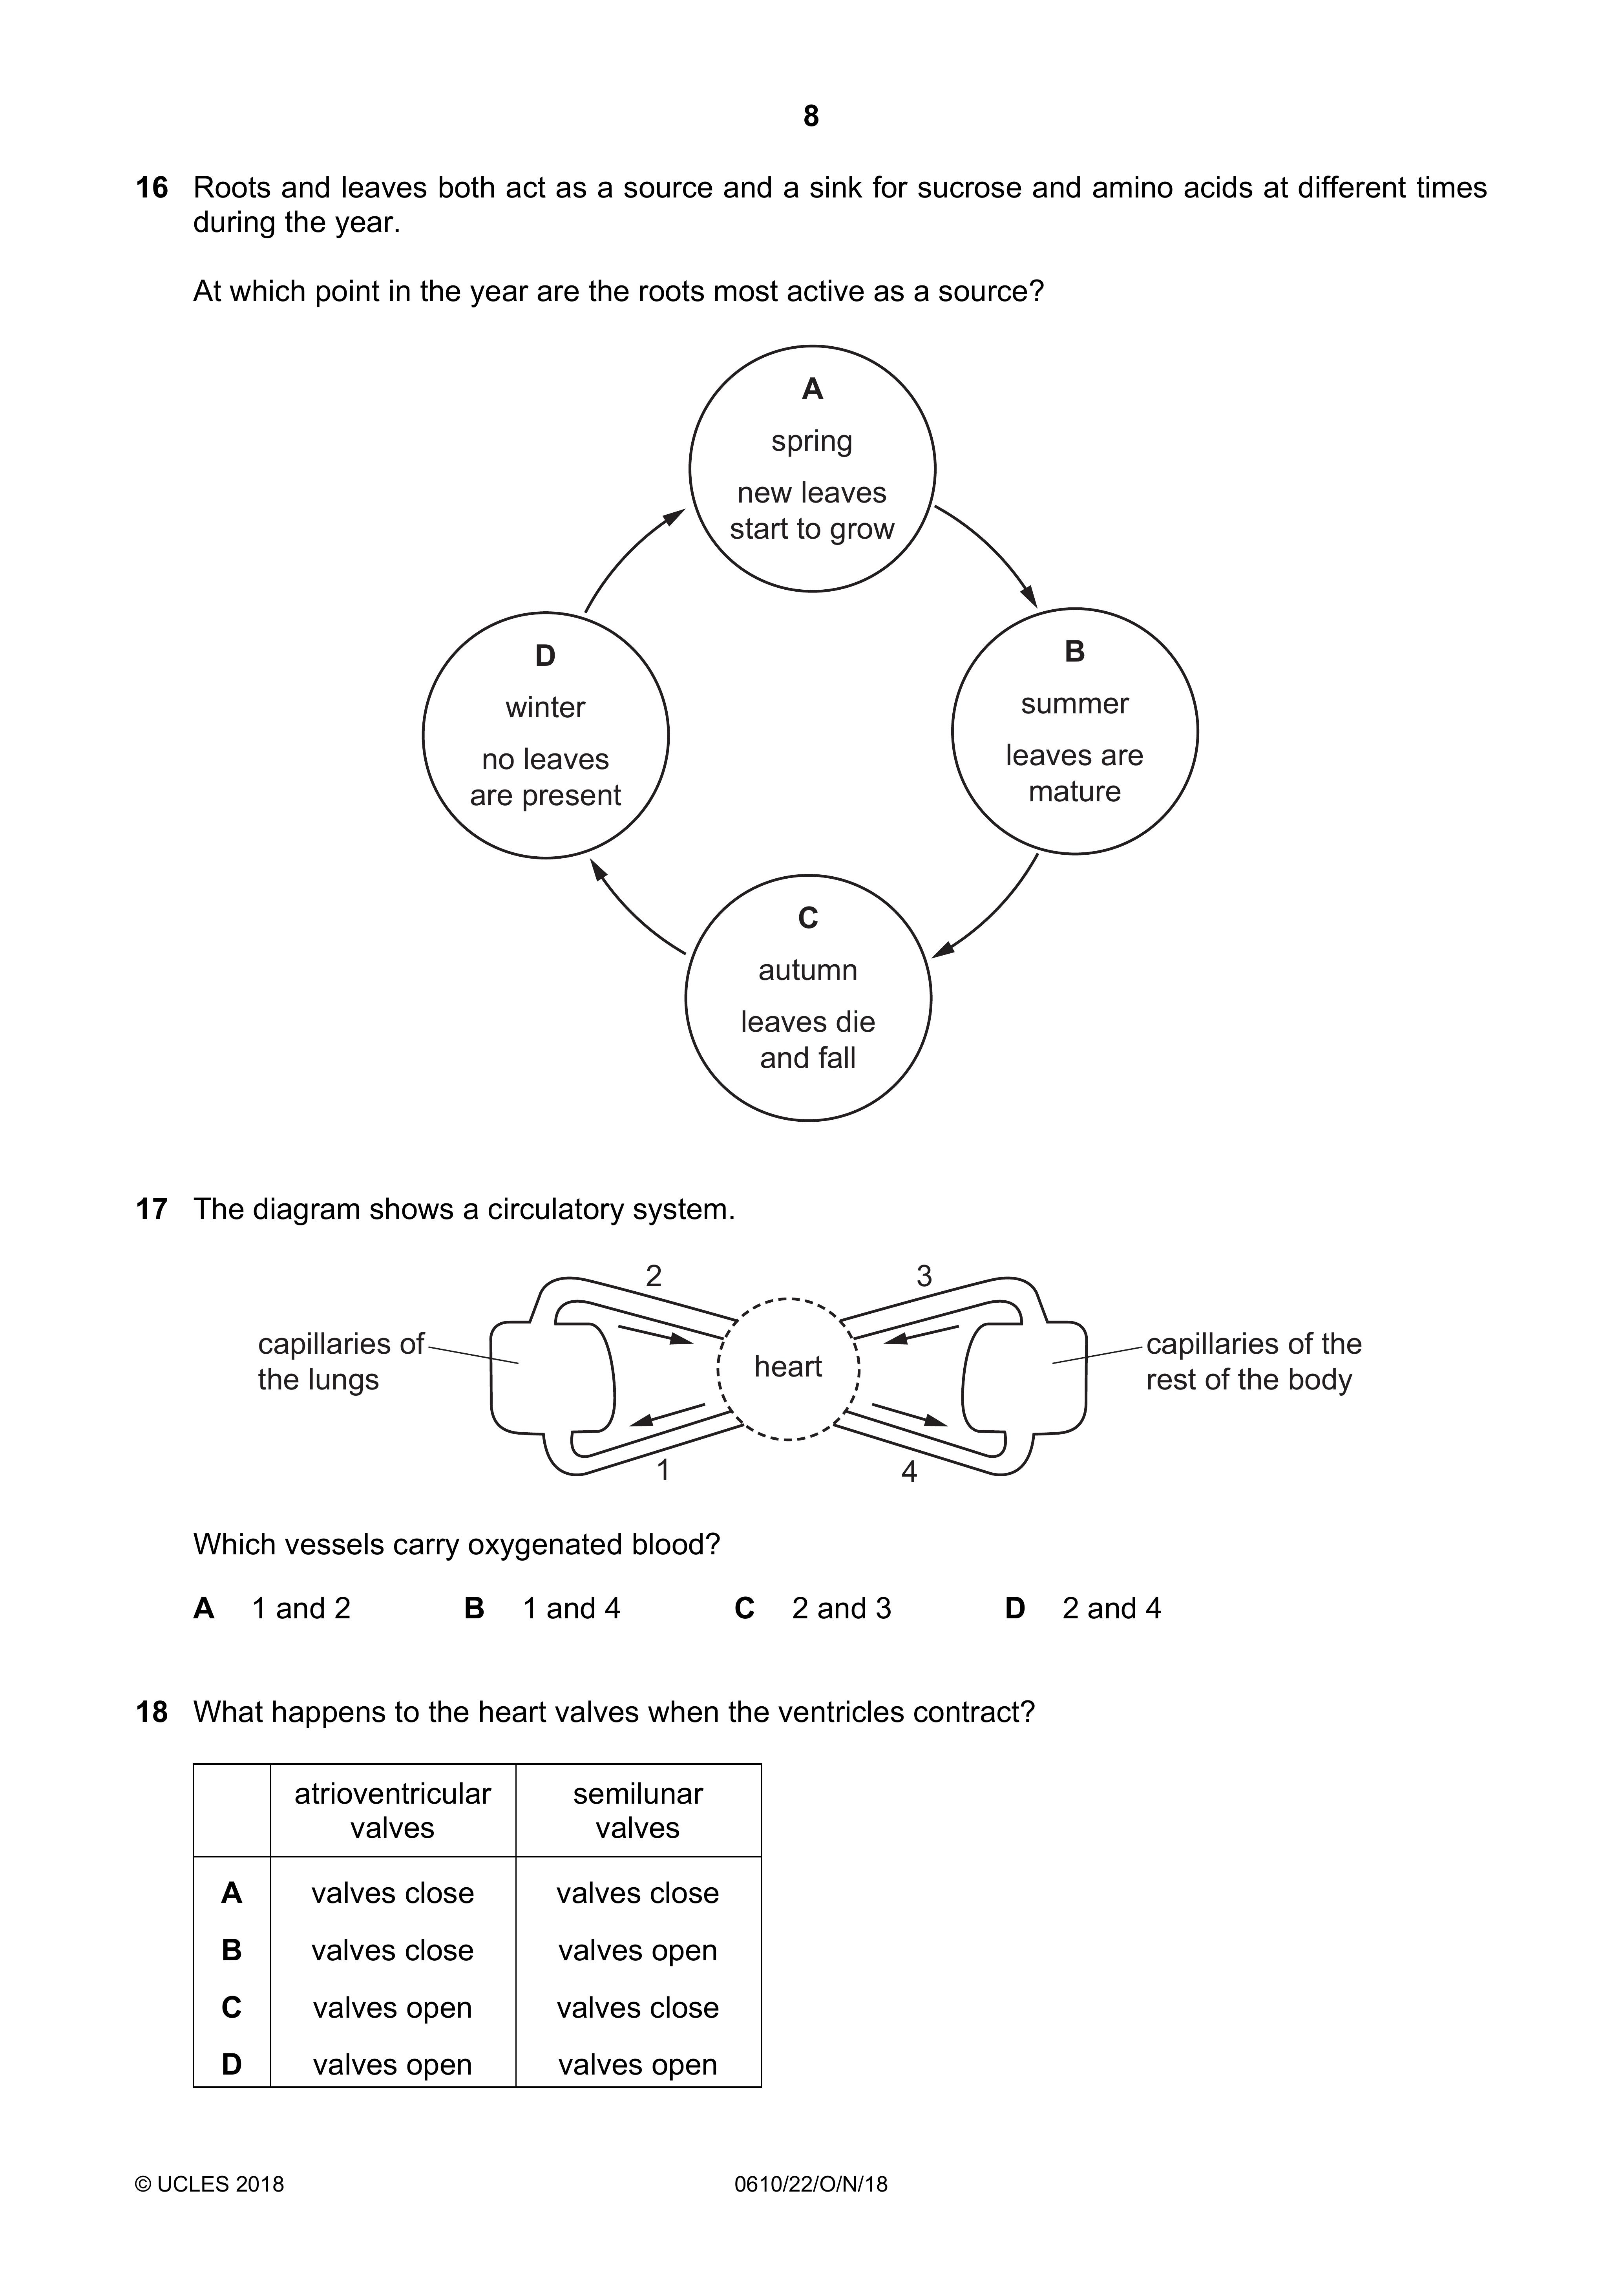 8
16 Roots and leaves both act as a source and a sink for sucrose and amino acids at different times
during the year.
At which point in the year are the roots most active as a source?
A
spring
new leaves
start to grow
D
winter
no leaves
are present
B
summer
leaves are
mature
C
autumn
leaves die
and fall
17 The diagram shows a circulatory system.
2
3
capillaries of
the lungs
heart
capillaries of the
rest of the body
1
4
Which vessels carry oxygenated blood?
A 1 and 2 B 1 and 4 C 2 and 3 D 2 and 4
18 What happens to the heart valves when the ventricles contract?
atrioventricular
valves
semilunar
valves
A valves close valves close
B valves close valves open
C valves open valves close
D valves open valves open
© UCLES 2018 0610/22/O/N/18